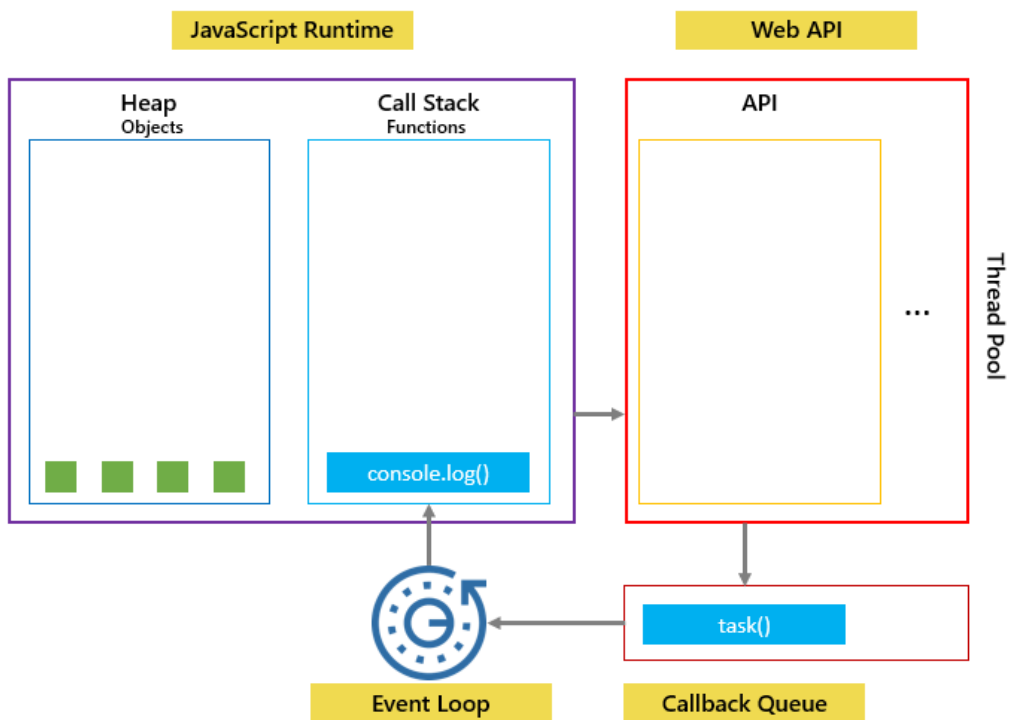 JavaScript Runtime
Web API
Heap
Objects
Call Stack
Functions
API
Thread Pool
...
console.log()
task()
Event Loop
Callback Queue